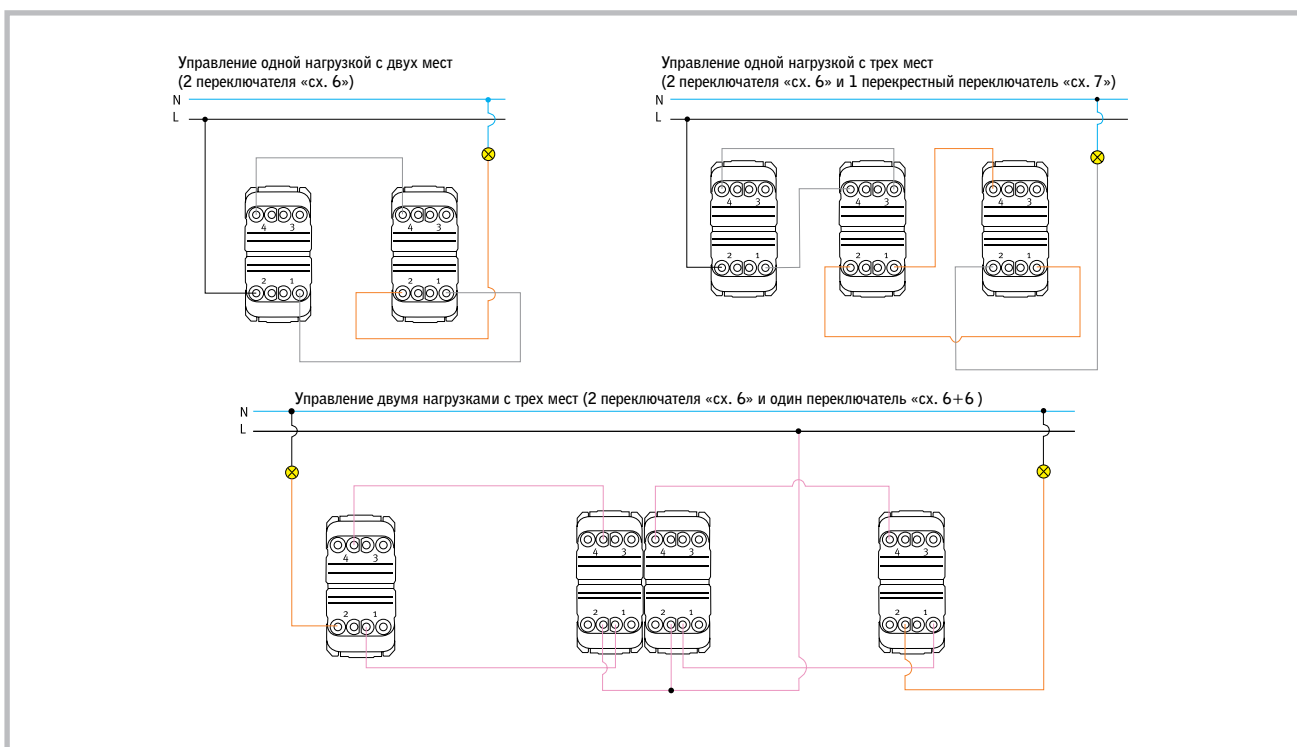 Управление одной нагрузкой с двух мест
(2 переключателя «сх. 6»)
N
L
4 3
2 1
4 3
2 1
Управление одной нагрузкой с трех мест
(2 переключателя «сх. 6» и 1 перекрестный переключатель «сх. 7»)
N
L
4 3
2 1
4 3
2 1
4 3
2 1
Управление двумя нагрузками с трех мест (2 переключателя «сх. 6» и один переключатель «сх. 6+6 )
N
L
4 3
2 1
4 3
2 1
4 3
2 1
4 3
2 1